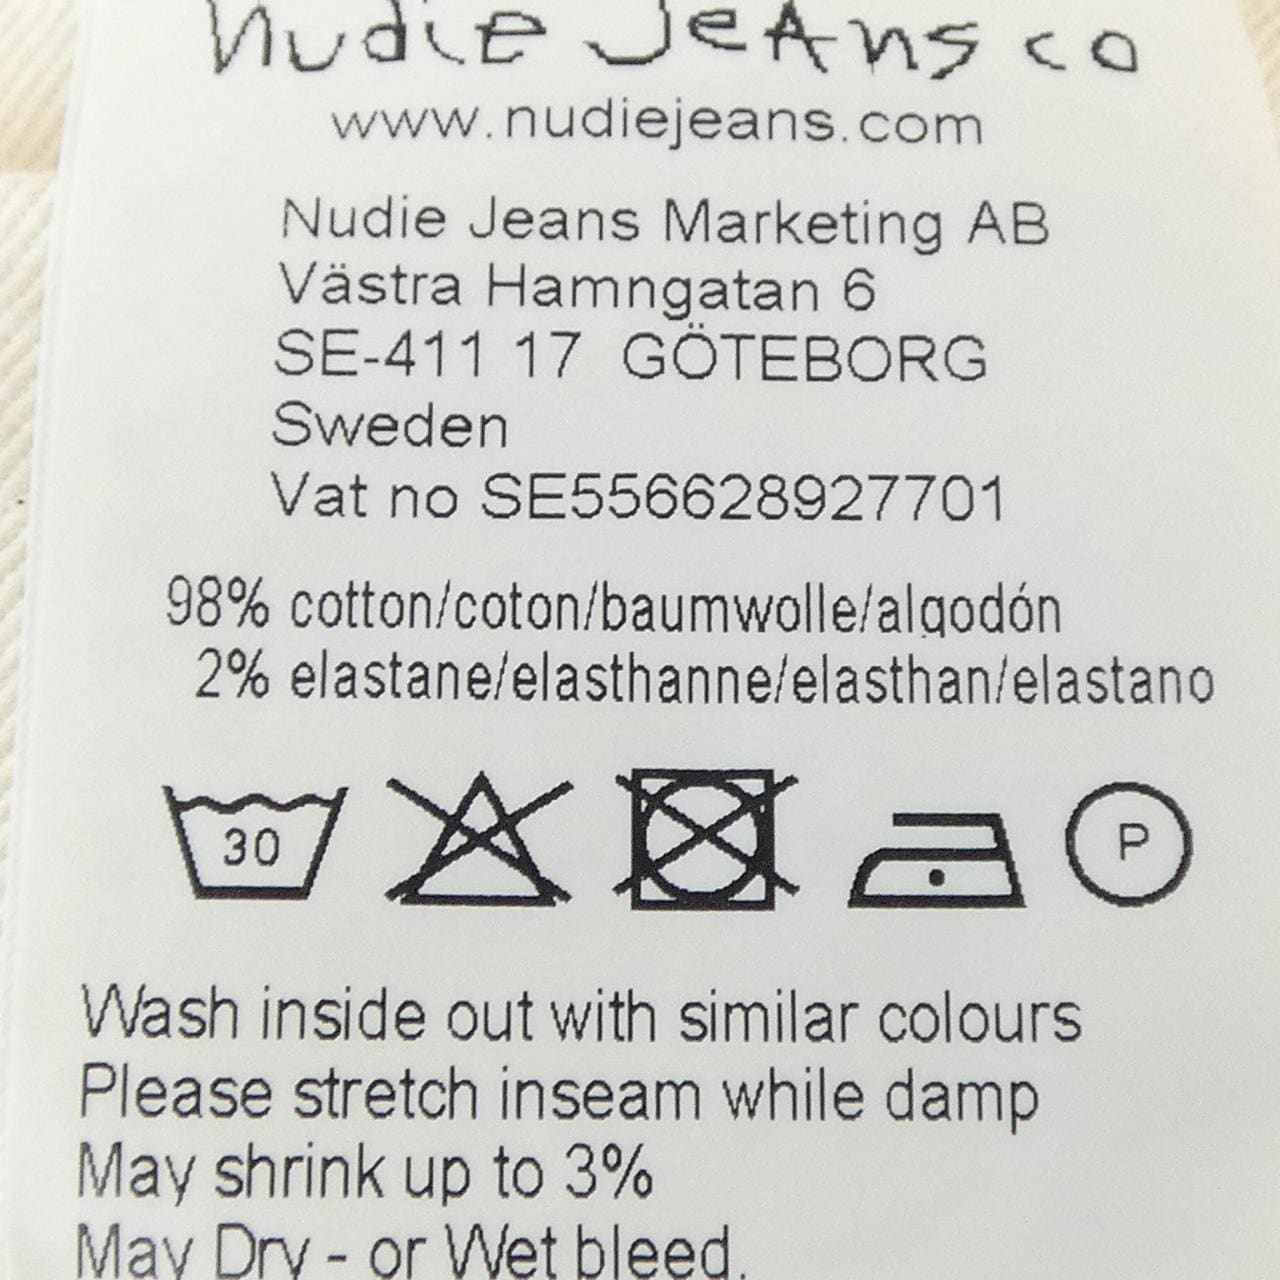 nudie Jeans co
www.nudiejeans.com
Nudie Jeans Marketing AB
Västra Hamngatan 6
SE-411 17 GÖTEBORG
Sweden
Vat no SE556628927701
98% cotton/coton/baumwolle/algodón
2% elastane/elasthanne/elasthan/elastano
30 P
Wash inside out with similar colours
Please stretch inseam while damp
May shrink up to 3%
May Dry - or Wet bleed.